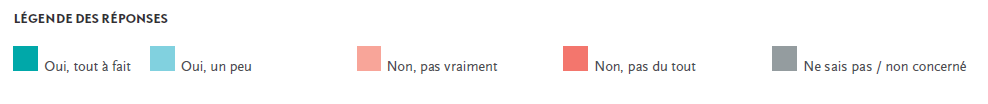 LÉGENDE DES RÉPONSES
Oui, tout à fait Oui, un peu Non, pas vraiment Non, pas du tout Ne sais pas / non concerné